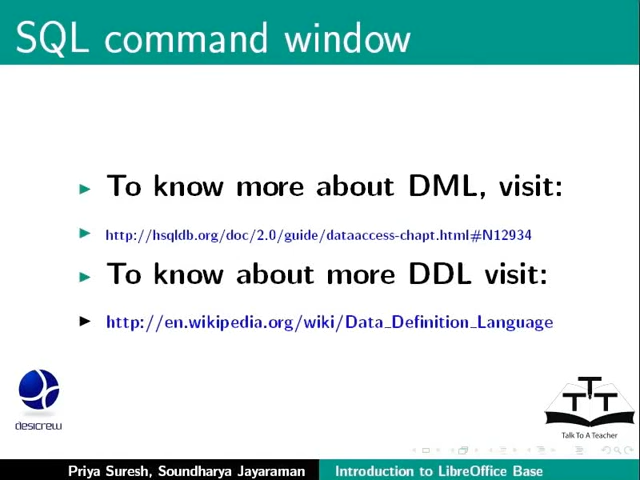 SQL command window
To know more about DML, visit:
http://hsqldb.org/doc/2.0/guide/dataaccess-chapt.html#N12934
To know about more DDL visit:
http://en.wikipedia.org/wiki/Data_Definition_Language
desicrew
TTT
Talk To A Teacher
Priya Suresh, Soundharya Jayaraman Introduction to LibreOffice Base